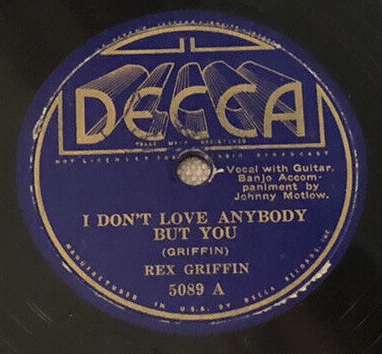 DECCA
TRADE MARK REGISTERED
NOT LICENSED FOR RADIO BROADCAST
Vocal with Guitar.
Banjo Accom-
paniment by
Johnny Motlow.
I DON'T LOVE ANYBODY
BUT YOU
(GRIFFIN)
REX GRIFFIN
5089 A
MANUFACTURED IN U.S.A. BY DECCA RECORDS, INC.